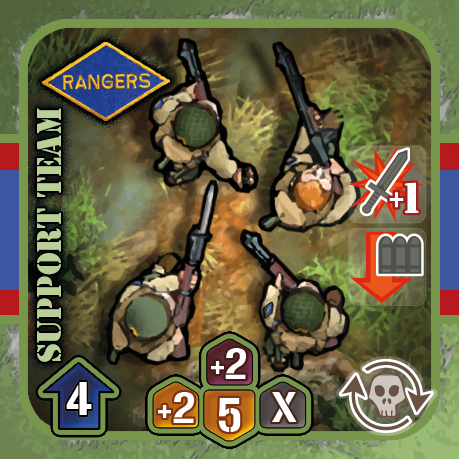 RANGERS
SUPPORT TEAM
+1
4
+2
+2 5 X